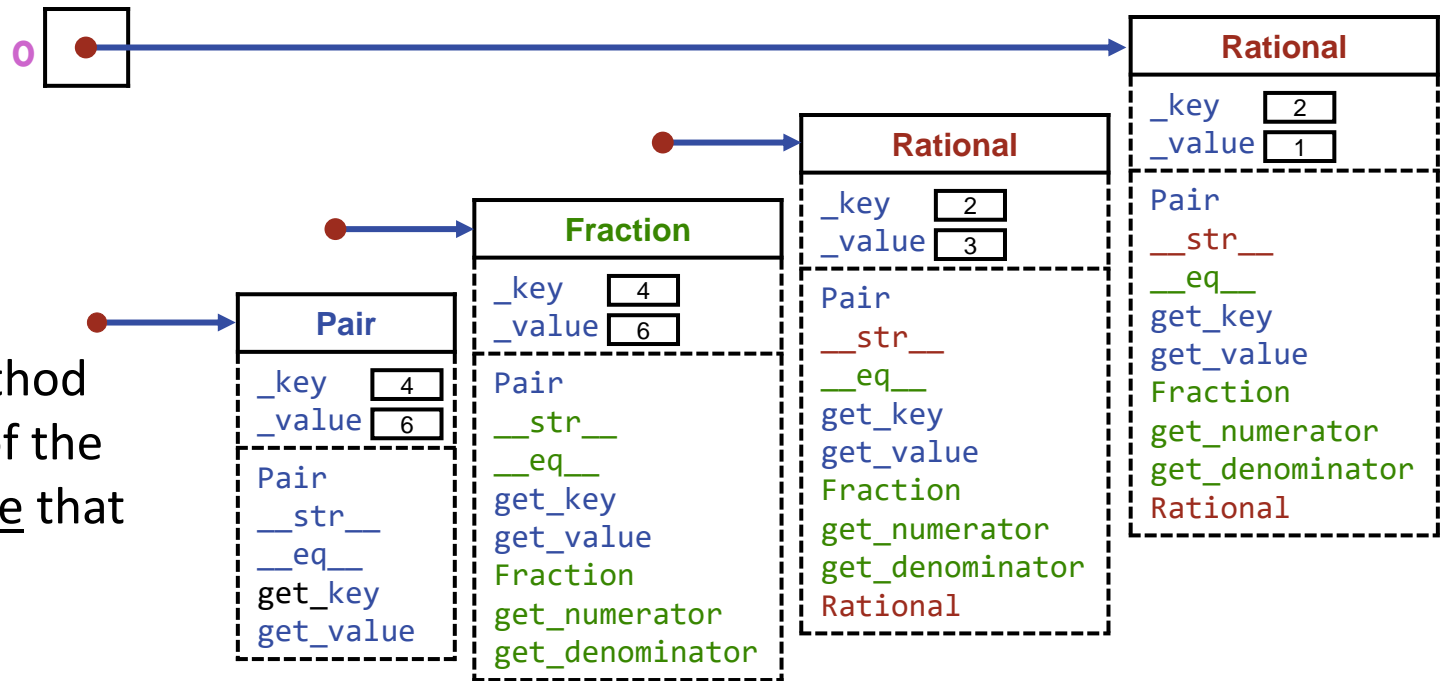 o
Rational
_key 2
_value 1
Pair
__str__
__eq__
get_key
get_value
Fraction
get_numerator
get_denominator
Rational
Rational
_key 2
_value 3
Pair
__str__
__eq__
get_key
get_value
Fraction
get_numerator
get_denominator
Rational
Fraction
_key 4
_value 6
Pair
__str__
__eq__
get_key
get_value
Fraction
get_numerator
get_denominator
Pair
_key 4
_value 6
Pair
__str__
__eq__
get_key
get_value
thod
f the
e that